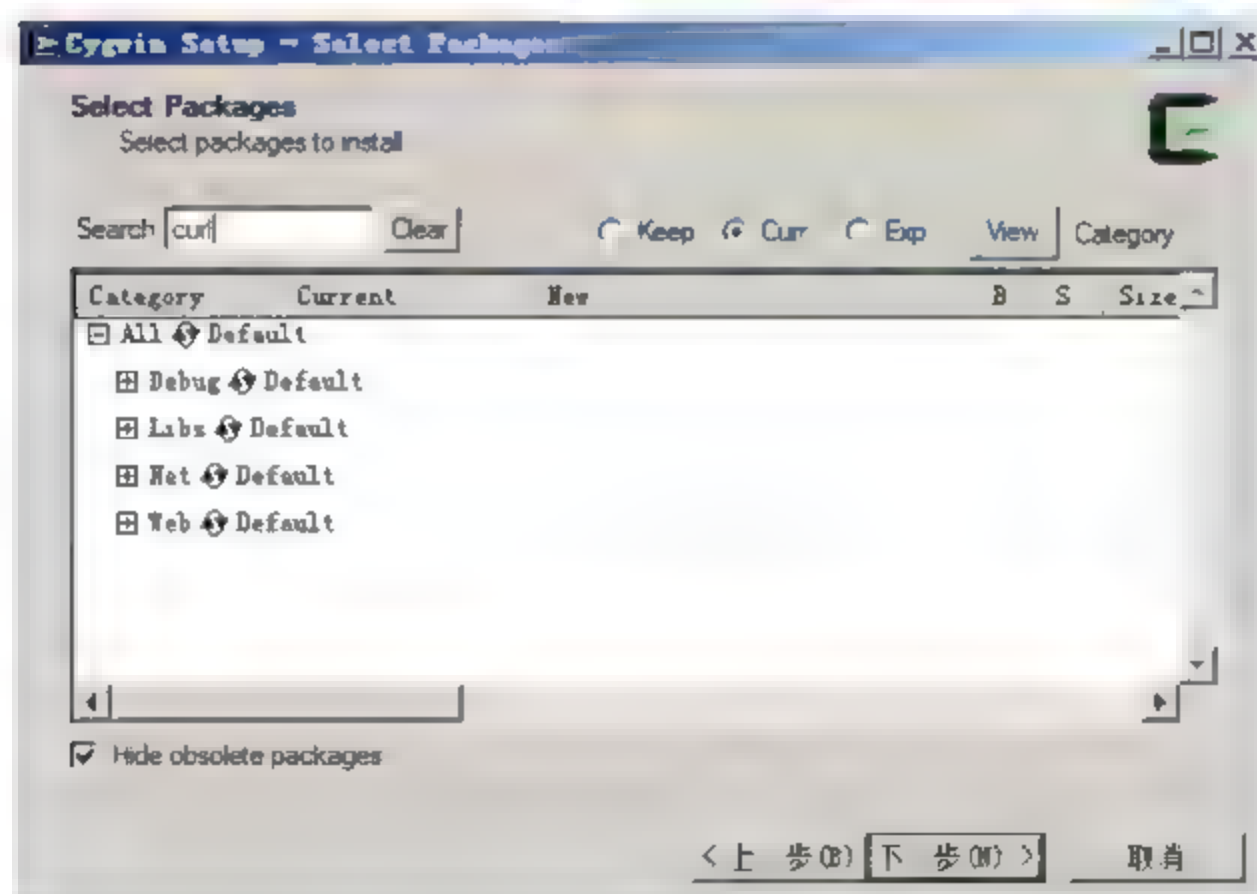 Cygwin Setup - Select Packages
Select Packages
Select packages to install
Search curl Clear Keep Curr Exp View Category
Category Current New B S Size
All Default
Debug Default
Libs Default
Net Default
Web Default
Hide obsolete packages
< 上 步(B) 下 步(N) > 取消